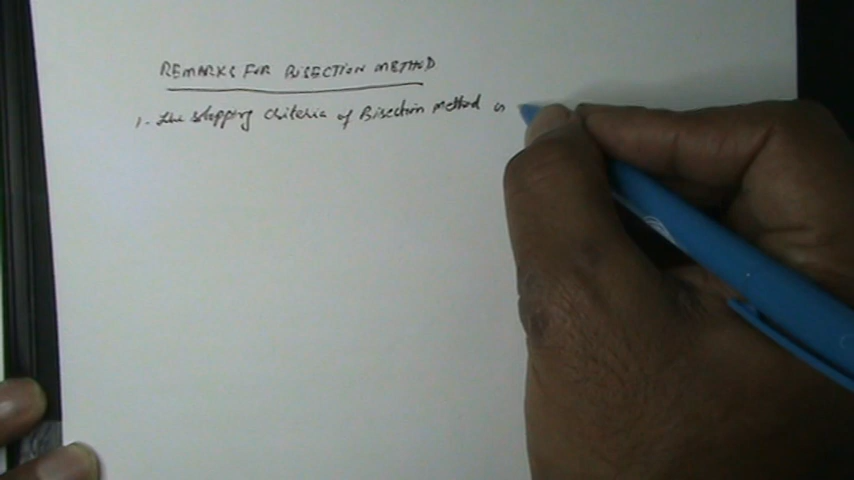 REMARKS FOR BISECTION METHOD
1. The stopping criteria of Bisection Method is